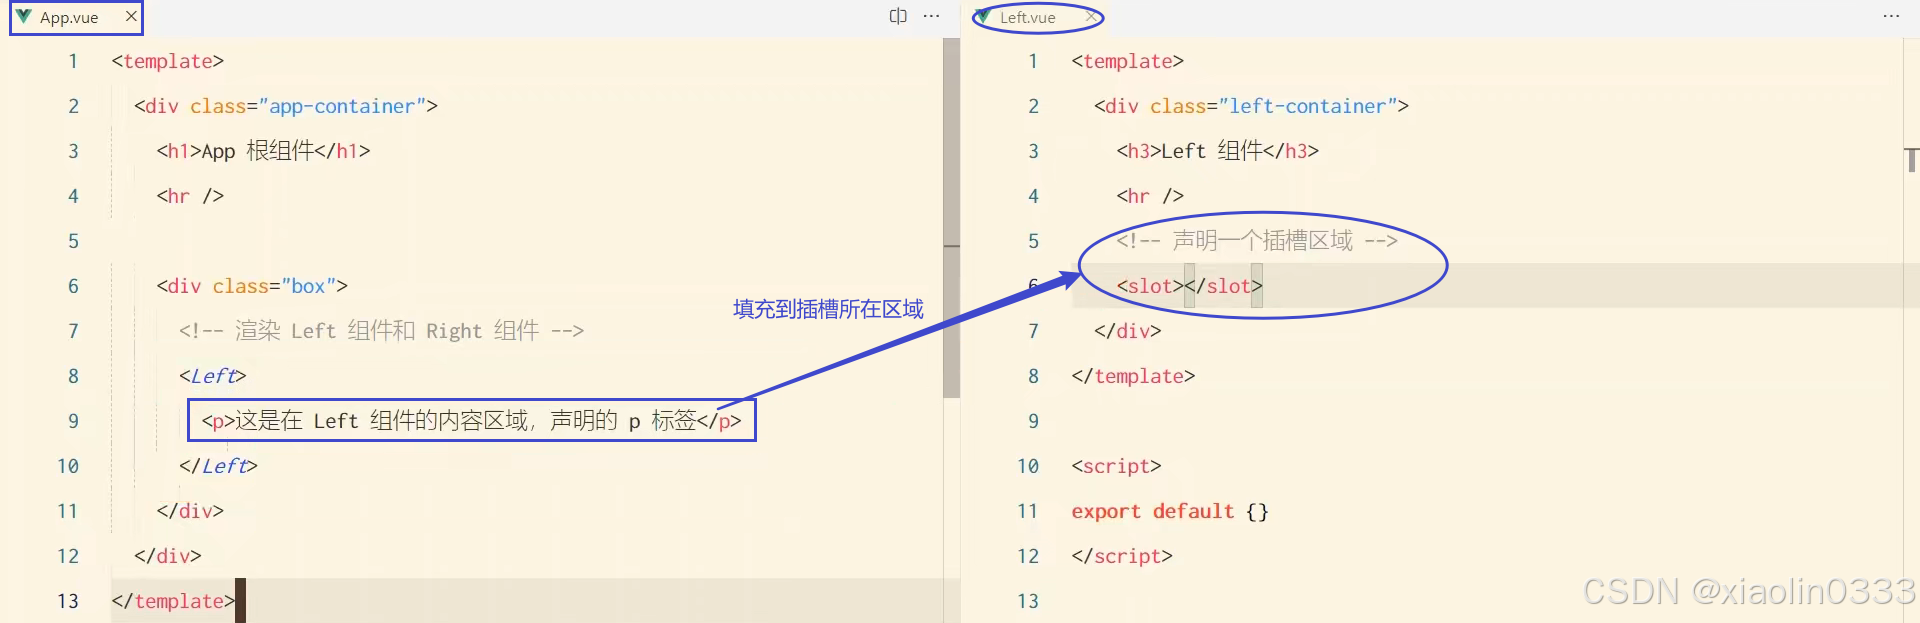 App.vue
1 <template>
2 <div class="app-container">
3 <h1>App 根组件</h1>
4 <hr />
5
6 <div class="box">
7 <!-- 渲染 Left 组件和 Right 组件 -->
8 <Left>
9 <p>这是在 Left 组件的内容区域，声明的 p 标签</p>
10 </Left>
11 </div>
12 </div>
13 </template>
填充到插槽所在区域
Left.vue
1 <template>
2 <div class="left-container">
3 <h3>Left 组件</h3>
4 <hr />
5 <!-- 声明一个插槽区域 -->
6 <slot></slot>
7 </div>
8 </template>
9
10 <script>
11 export default {}
12 </script>
13
CSDN @xiaolin0333